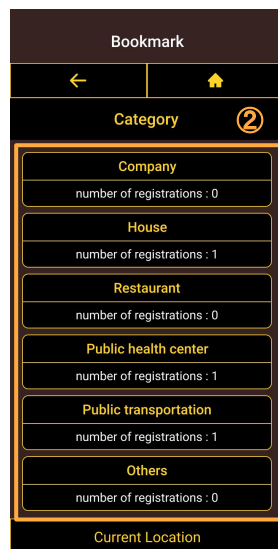 Bookmark
Category
②
Company
number of registrations : 0
House
number of registrations : 1
Restaurant
number of registrations : 0
Public health center
number of registrations : 1
Public transportation
number of registrations : 1
Others
number of registrations : 0
Current Location